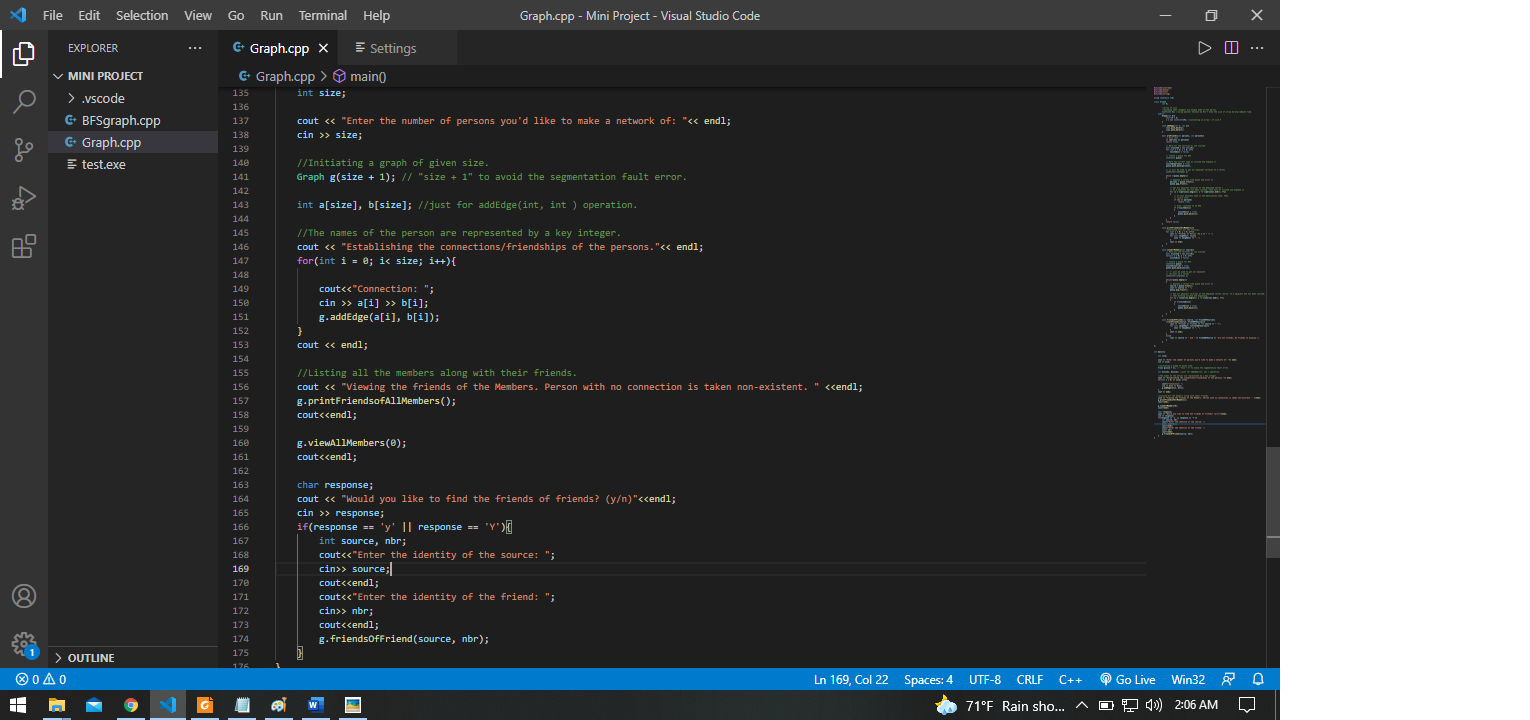 File Edit Selection View Go Run Terminal Help Graph.cpp - Mini Project - Visual Studio Code
EXPLORER
MINI PROJECT
.vscode
BFSgraph.cpp
Graph.cpp
test.exe
OUTLINE
Graph.cpp Settings
Graph.cpp > main()
135 int size;
136
137 cout << "Enter the number of persons you'd like to make a network of: "<< endl;
138 cin >> size;
139
140 //Initiating a graph of given size.
141 Graph g(size + 1); // "size + 1" to avoid the segmentation fault error.
142
143 int a[size], b[size]; //just for addEdge(int, int ) operation.
144
145 //The names of the person are represented by a key integer.
146 cout << "Establishing the connections/friendships of the persons."<< endl;
147 for(int i = 0; i< size; i++){
148
149 cout<<"Connection: ";
150 cin >> a[i] >> b[i];
151 g.addEdge(a[i], b[i]);
152 }
153 cout << endl;
154
155 //Listing all the members along with their friends.
156 cout << "Viewing the friends of the Members. Person with no connection is taken non-existent. " <<endl;
157 g.printFriendsofAllMembers();
158 cout<<endl;
159
160 g.viewAllMembers(0);
161 cout<<endl;
162
163 char response;
164 cout << "Would you like to find the friends of friends? (y/n)"<<endl;
165 cin >> response;
166 if(response == 'y' || response == 'Y'){
167 int source, nbr;
168 cout<<"Enter the identity of the source: ";
169 cin>> source;
170 cout<<endl;
171 cout<<"Enter the identity of the friend: ";
172 cin>> nbr;
173 cout<<endl;
174 g.friendsOfFriend(source, nbr);
175 }
176 }
0 0 Ln 169, Col 22 Spaces: 4 UTF-8 CRLF C++ Go Live Win32
1
71°F Rain sho... 2:06 AM